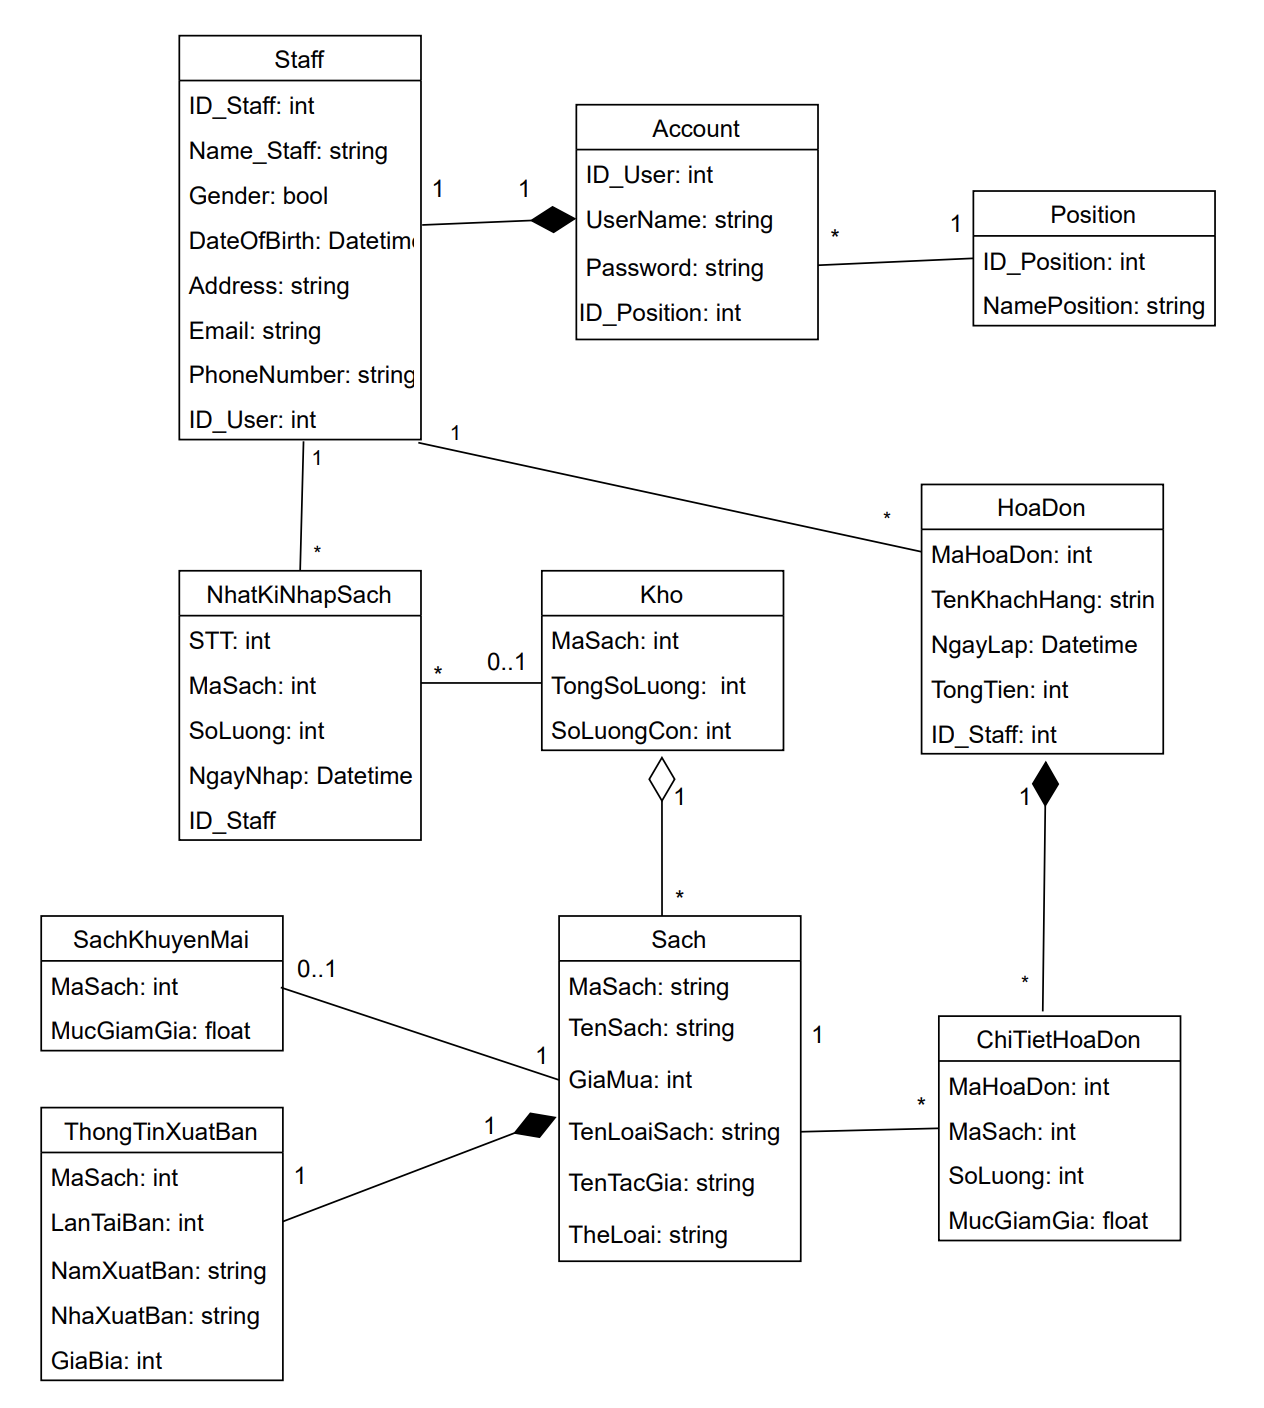 Staff
ID_Staff: int
Name_Staff: string
Gender: bool
DateOfBirth: Datetime
Address: string
Email: string
PhoneNumber: string
ID_User: int
1
1
Account
ID_User: int
UserName: string
Password: string
ID_Position: int
*
1
Position
ID_Position: int
NamePosition: string
1
*
1
*
NhatKiNhapSach
STT: int
MaSach: int
SoLuong: int
NgayNhap: Datetime
ID_Staff
*
0..1
Kho
MaSach: int
TongSoLuong: int
SoLuongCon: int
1
*
HoaDon
MaHoaDon: int
TenKhachHang: strin
NgayLap: Datetime
TongTien: int
ID_Staff: int
1
*
SachKhuyenMai
MaSach: int
MucGiamGia: float
0..1
1
ThongTinXuatBan
MaSach: int
LanTaiBan: int
NamXuatBan: string
NhaXuatBan: string
GiaBia: int
1
1
Sach
MaSach: string
TenSach: string
GiaMua: int
TenLoaiSach: string
TenTacGia: string
TheLoai: string
1
*
ChiTietHoaDon
MaHoaDon: int
MaSach: int
SoLuong: int
MucGiamGia: float